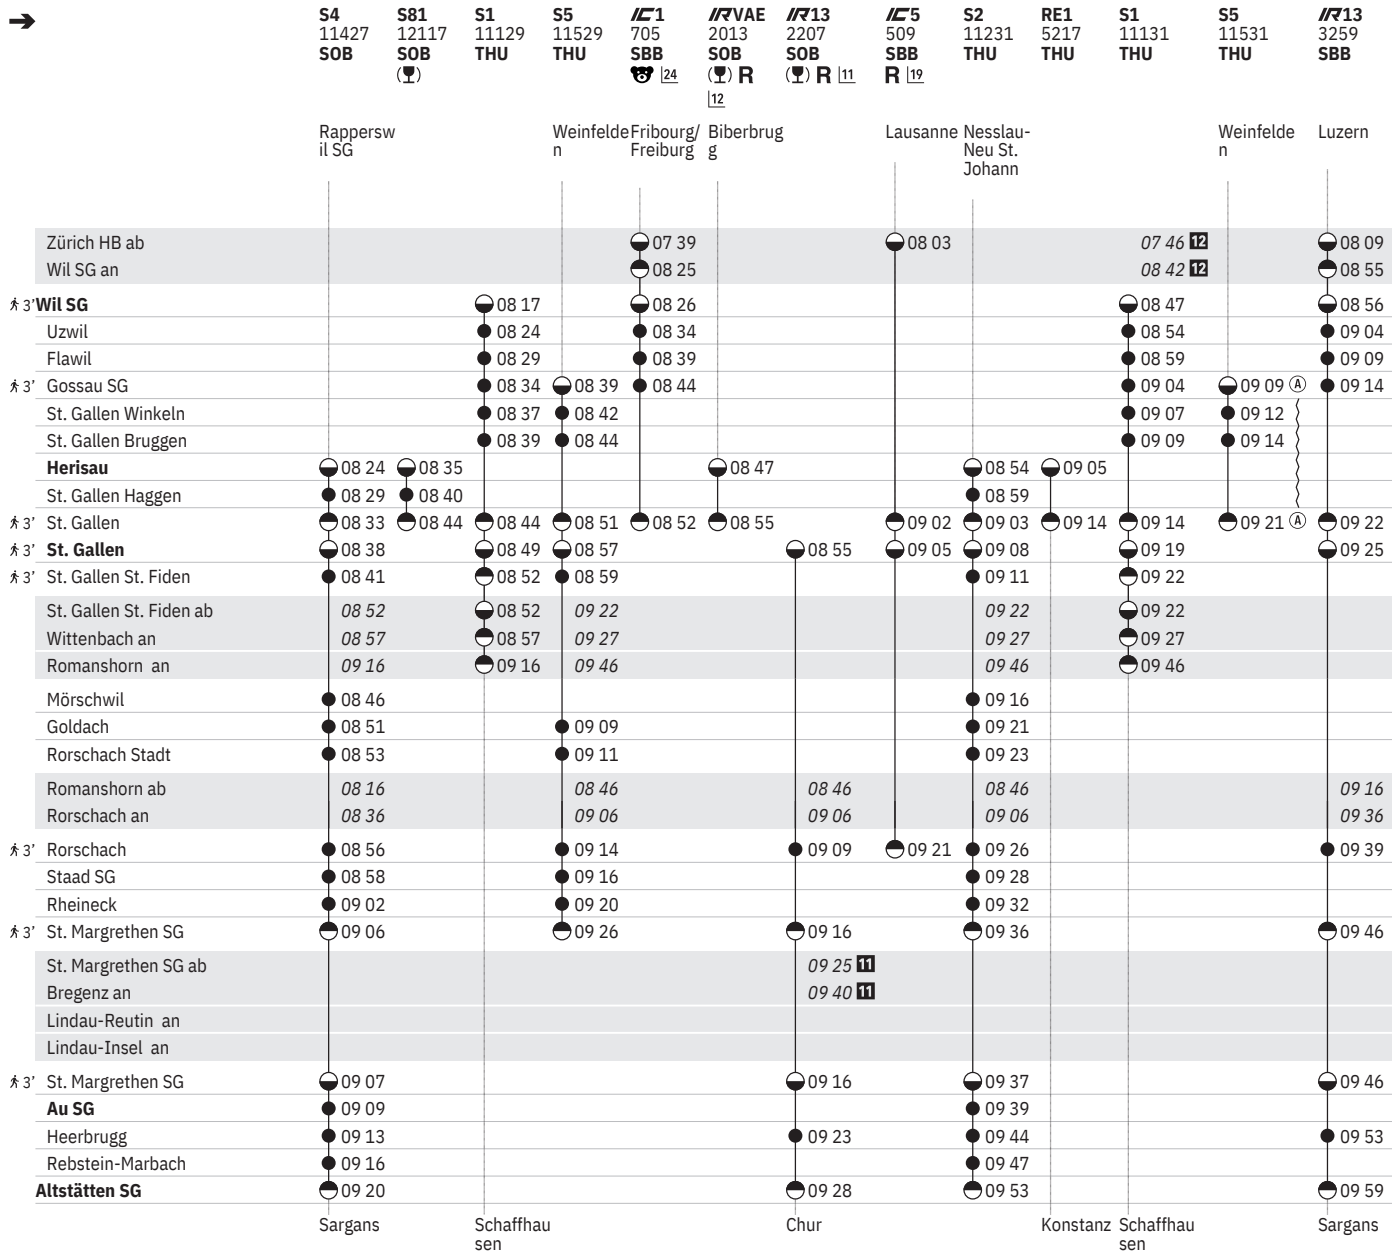 ➔ S4 S81 S1 S5 IC1 IRVAE IR13 IC5 S2 RE1 S1 S5 IR13
11427 12117 11129 11529 705 2013 2207 509 11231 5217 11131 11531 3259
SOB SOB THU THU SBB SOB SOB SBB THU THU THU THU SBB
( ) 24 ( ) R ( ) R 11 R 19
12
Rappersw Weinfelde Fribourg/ Biberbrug Lausanne Nesslau- Weinfelde Luzern
il SG n Freiburg g Neu St. n
Johann
Zürich HB ab 07 39 08 03 07 46 12 08 09
Wil SG an 08 25 08 42 12 08 55
3' Wil SG 08 17 08 26 08 47 08 56
Uzwil 08 24 08 34 08 54 09 04
Flawil 08 29 08 39 08 59 09 09
3' Gossau SG 08 34 08 39 08 44 09 04 09 09 A 09 14
St. Gallen Winkeln 08 37 08 42 09 07 09 12
St. Gallen Bruggen 08 39 08 44 09 09 09 14
Herisau 08 24 08 35 08 47 08 54 09 05
St. Gallen Haggen 08 29 08 40 08 59
3' St. Gallen 08 33 08 44 08 44 08 51 08 52 08 55 09 02 09 03 09 14 09 14 09 21 A 09 22
3' St. Gallen 08 38 08 49 08 57 08 55 09 05 09 08 09 19 09 25
3' St. Gallen St. Fiden 08 41 08 52 08 59 09 11 09 22
St. Gallen St. Fiden ab 08 52 08 52 09 22 09 22 09 22
Wittenbach an 08 57 08 57 09 27 09 27 09 27
Romanshorn an 09 16 09 16 09 46 09 46 09 46
Mörschwil 08 46 09 16
Goldach 08 51 09 09 09 21
Rorschach Stadt 08 53 09 11 09 23
Romanshorn ab 08 16 08 46 08 46 08 46 09 16
Rorschach an 08 36 09 06 09 06 09 06 09 36
3' Rorschach 08 56 09 14 09 09 09 21 09 26 09 39
Staad SG 08 58 09 16 09 28
Rheineck 09 02 09 20 09 32
3' St. Margrethen SG 09 06 09 26 09 16 09 36 09 46
St. Margrethen SG ab 09 25 11
Bregenz an 09 40 11
Lindau-Reutin an
Lindau-Insel an
3' St. Margrethen SG 09 07 09 16 09 37 09 46
Au SG 09 09 09 39
Heerbrugg 09 13 09 23 09 44 09 53
Rebstein-Marbach 09 16 09 47
Altstätten SG 09 20 09 28 09 53 09 59
Sargans Schaffhau Chur Konstanz Schaffhau Sargans
sen sen